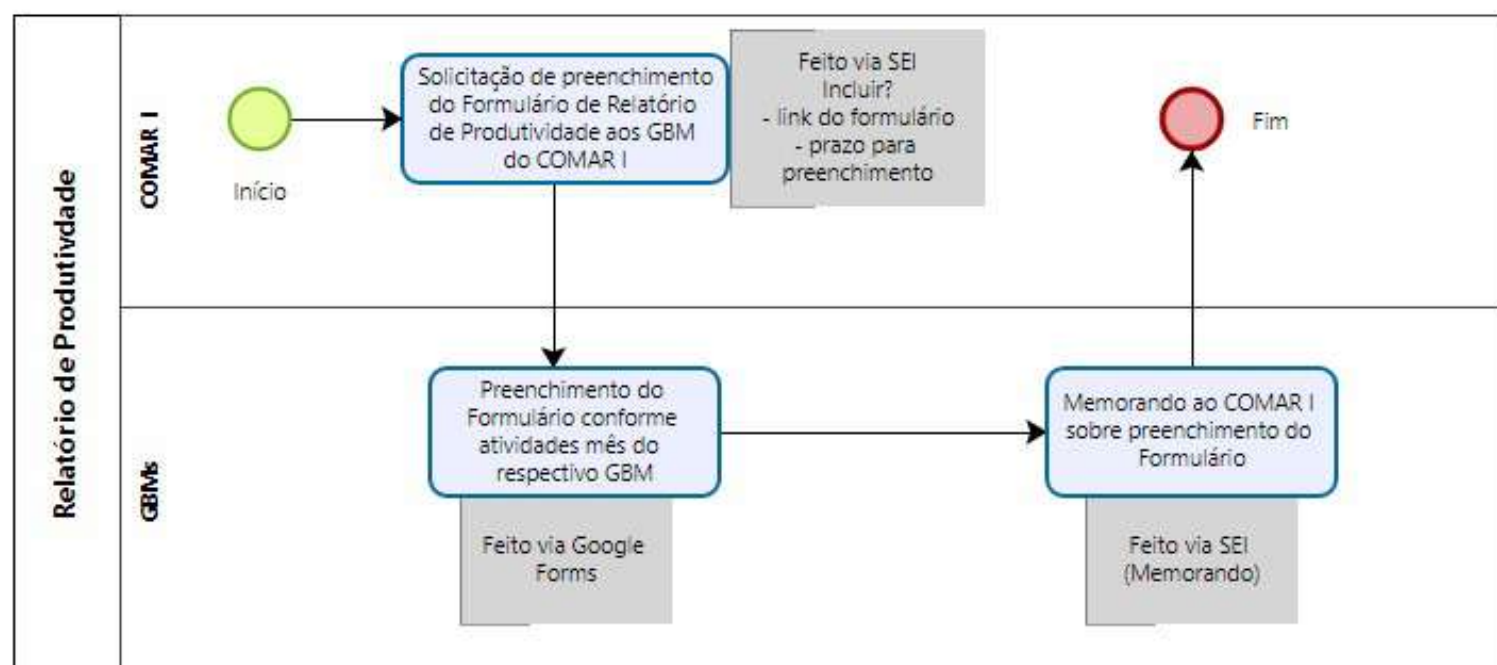 Relatório de Produtivdade
COMAR I
Início
Solicitação de preenchimento
do Formulário de Relatório
de Produtividade aos GBM
do COMAR I
Feito via SEI
Incluir?
- link do formulário
- prazo para
preenchimento
Fim
GBMs
Preenchimento do
Formulário conforme
atividades mês do
respectivo GBM
Feito via Google
Forms
Memorando ao COMAR I
sobre preenchimento do
Formulário
Feito via SEI
(Memorando)